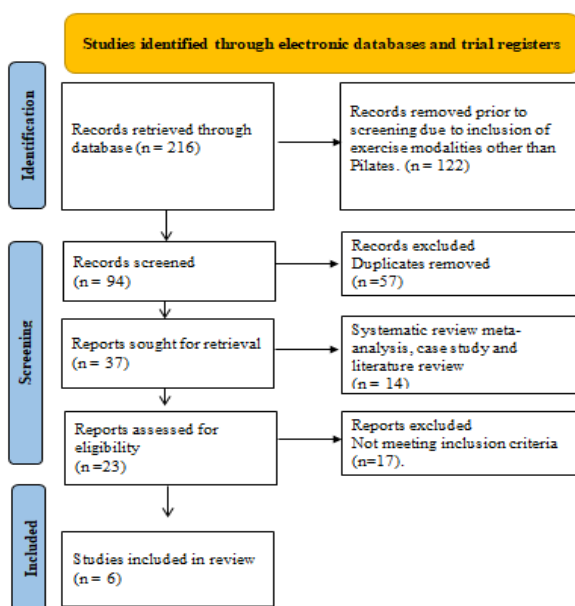 Studies identified through electronic databases and trial registers
Identification
Records retrieved through
database (n = 216)
Records removed prior to
screening due to inclusion of
exercise modalities other than
Pilates. (n = 122)
Screening
Records screened
(n = 94)
Records excluded
Duplicates removed
(n =57)
Reports sought for retrieval
(n = 37)
Systematic review meta-
analysis, case study and
literature review
(n = 14)
Reports assessed for
eligibility
(n =23)
Reports excluded
Not meeting inclusion criteria
(n=17).
Included
Studies included in review
(n = 6)